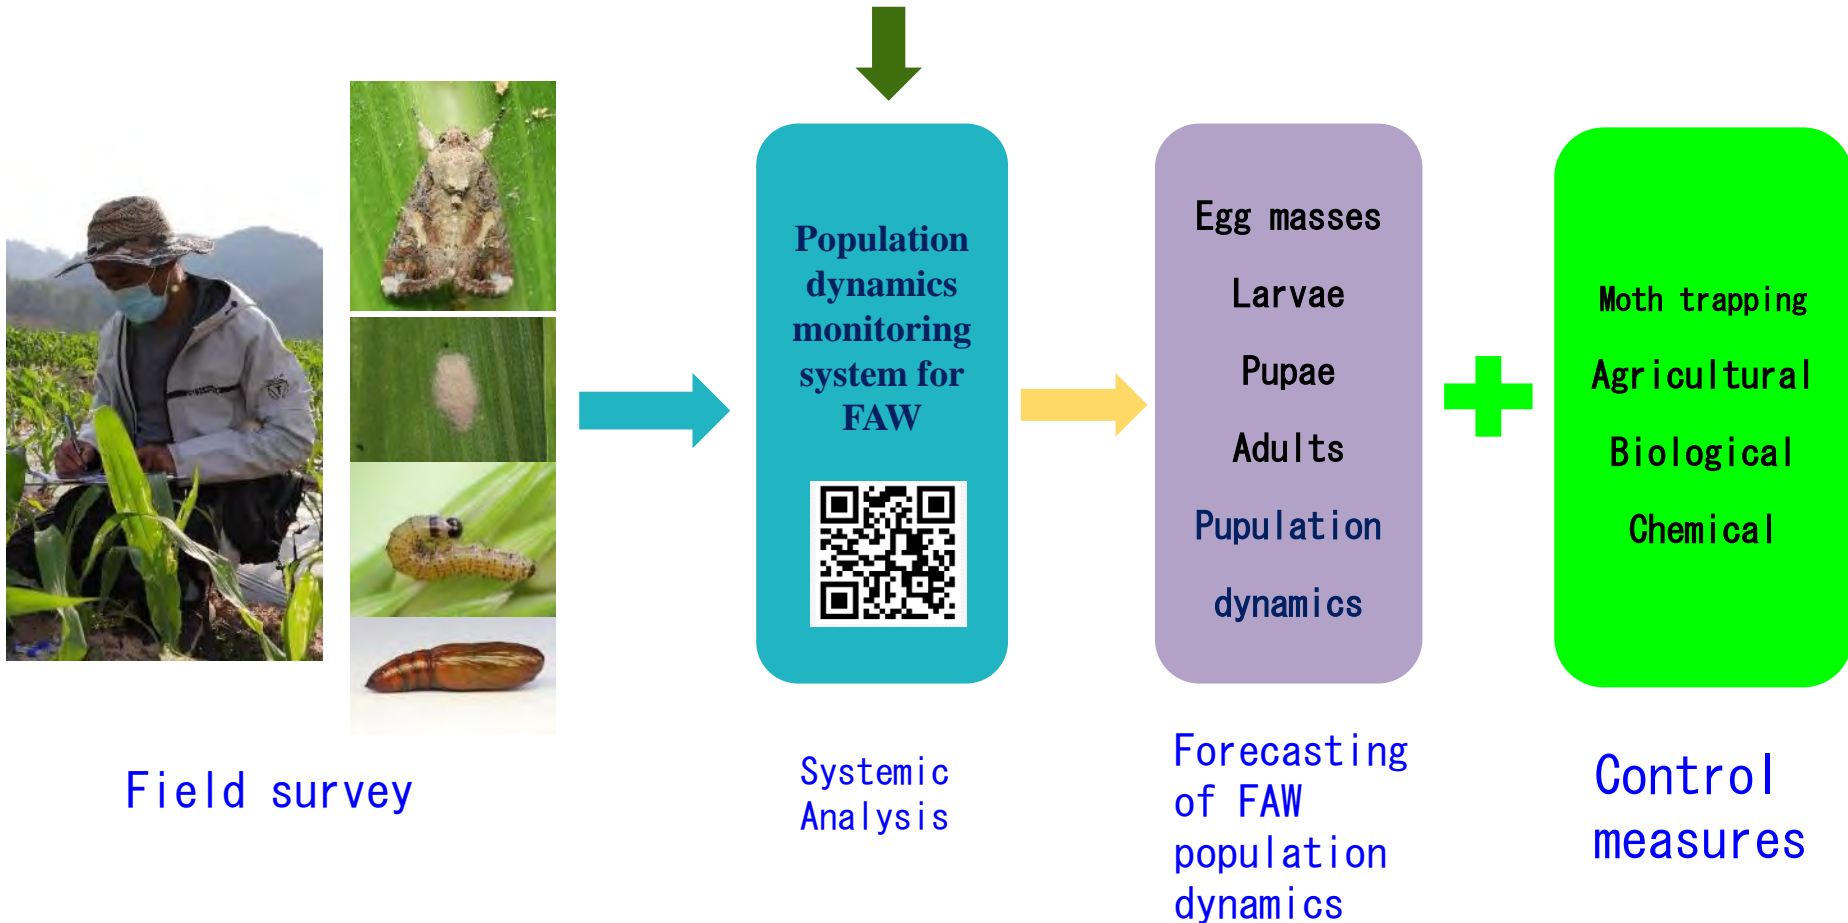 Population
dynamics
monitoring
system for
FAW
Egg masses
Larvae
Pupae
Adults
Pupulation
dynamics
Moth trapping
Agricultural
Biological
Chemical
Field survey
Systemic
Analysis
Forecasting
of FAW
population
dynamics
Control
measures